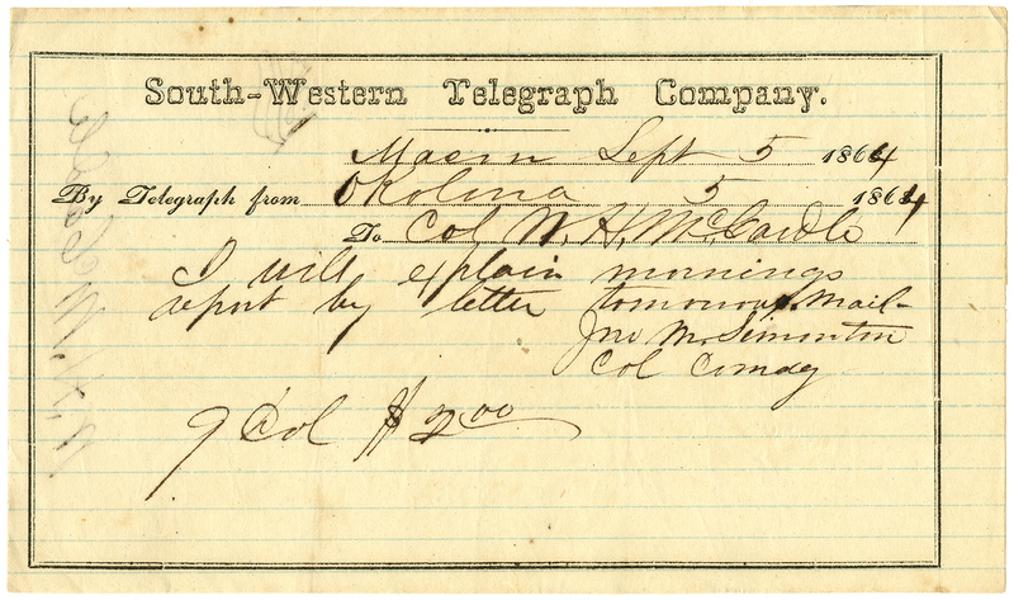 South-Western Telegraph Company.
Macon Sept 5 1864
By Telegraph from Okolona 5 1864
To Col W. H. McCardle
I will explain mornings
report by letter tomorrows mail-
Jno M. Simonton
Col Comdg
9 Col $2.00